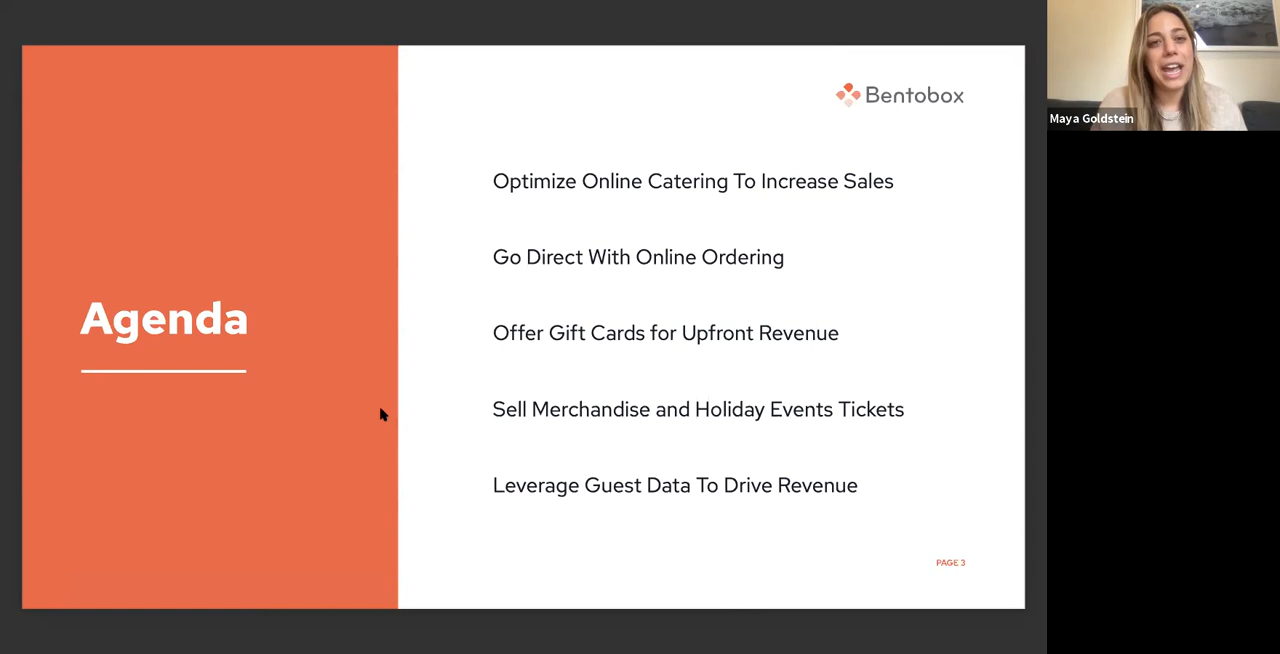 Bentobox
Optimize Online Catering To Increase Sales
Go Direct With Online Ordering
Offer Gift Cards for Upfront Revenue
Sell Merchandise and Holiday Events Tickets
Leverage Guest Data To Drive Revenue
Agenda
PAGE 3
Maya Goldstein